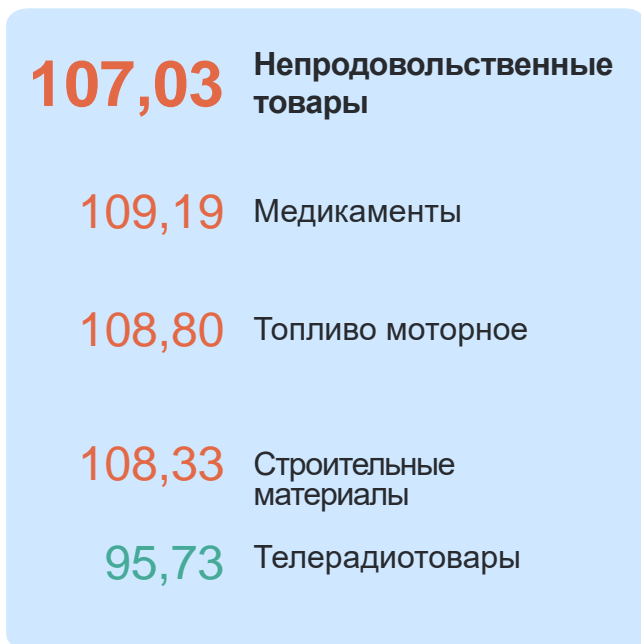 107,03 Непродовольственные
товары
109,19 Медикаменты
108,80 Топливо моторное
108,33 Строительные
материалы
95,73 Телерадиотовары